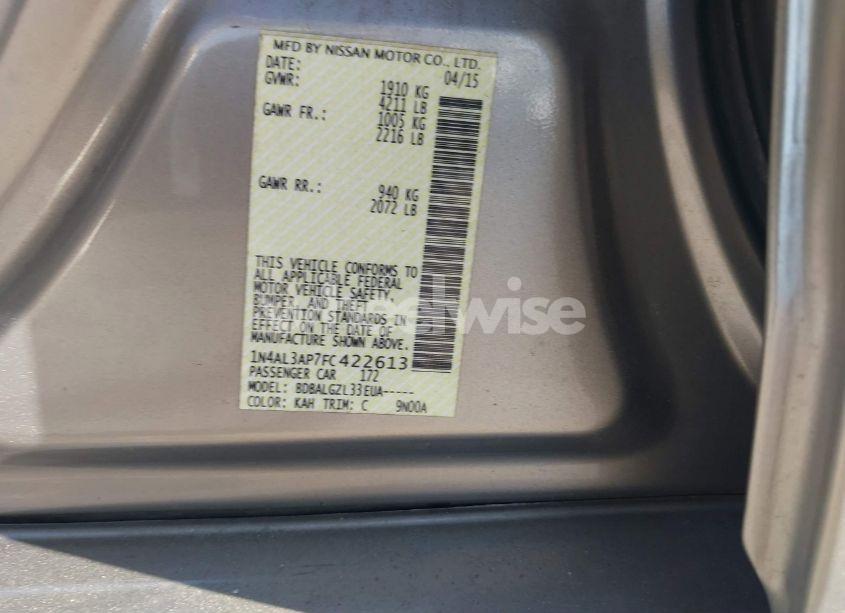 MFD BY NISSAN MOTOR CO., LTD.
DATE: 04/15
GVWR: 1910 KG
4211 LB
GAWR FR.: 1005 KG
2216 LB
GAWR RR.: 940 KG
2072 LB
THIS VEHICLE CONFORMS TO
ALL APPLICABLE FEDERAL
MOTOR VEHICLE SAFETY,
BUMPER, AND THEFT
PREVENTION STANDARDS IN
EFFECT ON THE DATE OF
MANUFACTURE SHOWN ABOVE.
1N4AL3AP7FC422613
PASSENGER CAR 172
MODEL: BDBALGZL33EUA-----
COLOR: KAH TRIM: C 9N00A